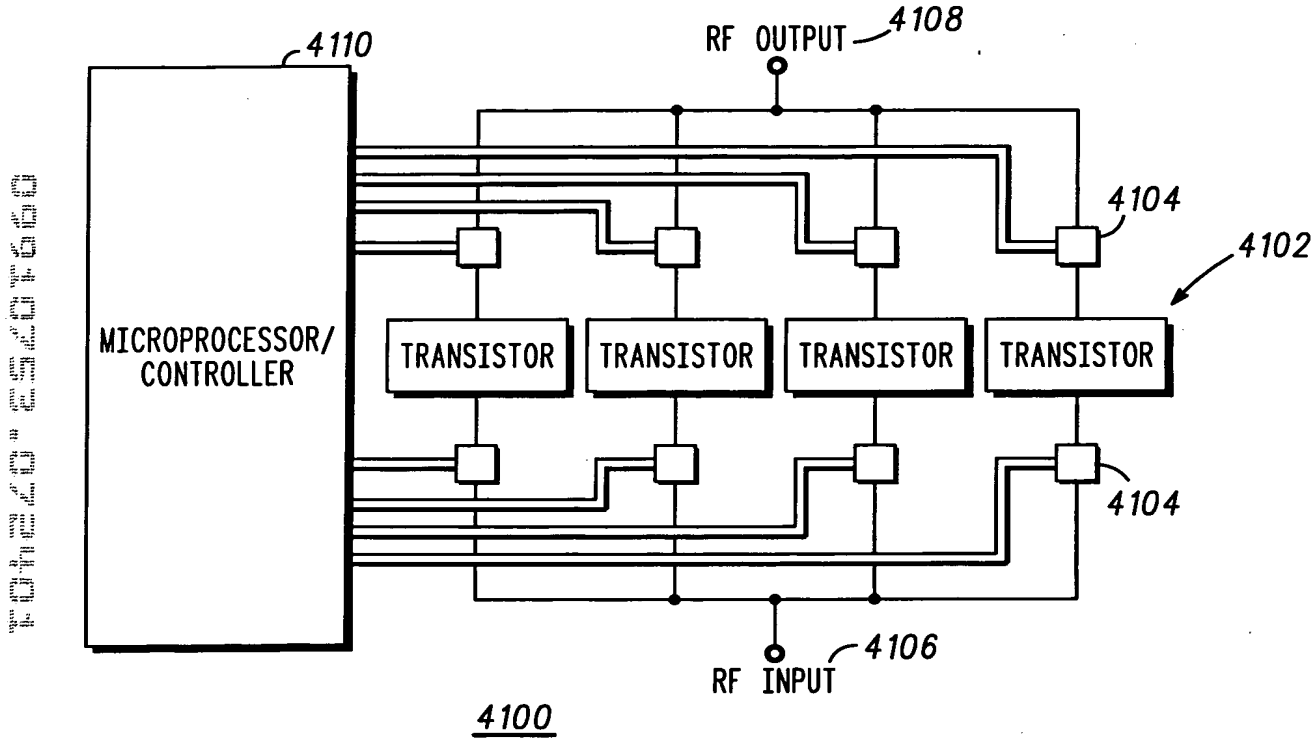 4110
RF OUTPUT 4108
4104
4102
MICROPROCESSOR/
CONTROLLER
TRANSISTOR TRANSISTOR TRANSISTOR TRANSISTOR
4104
RF INPUT 4106
4100